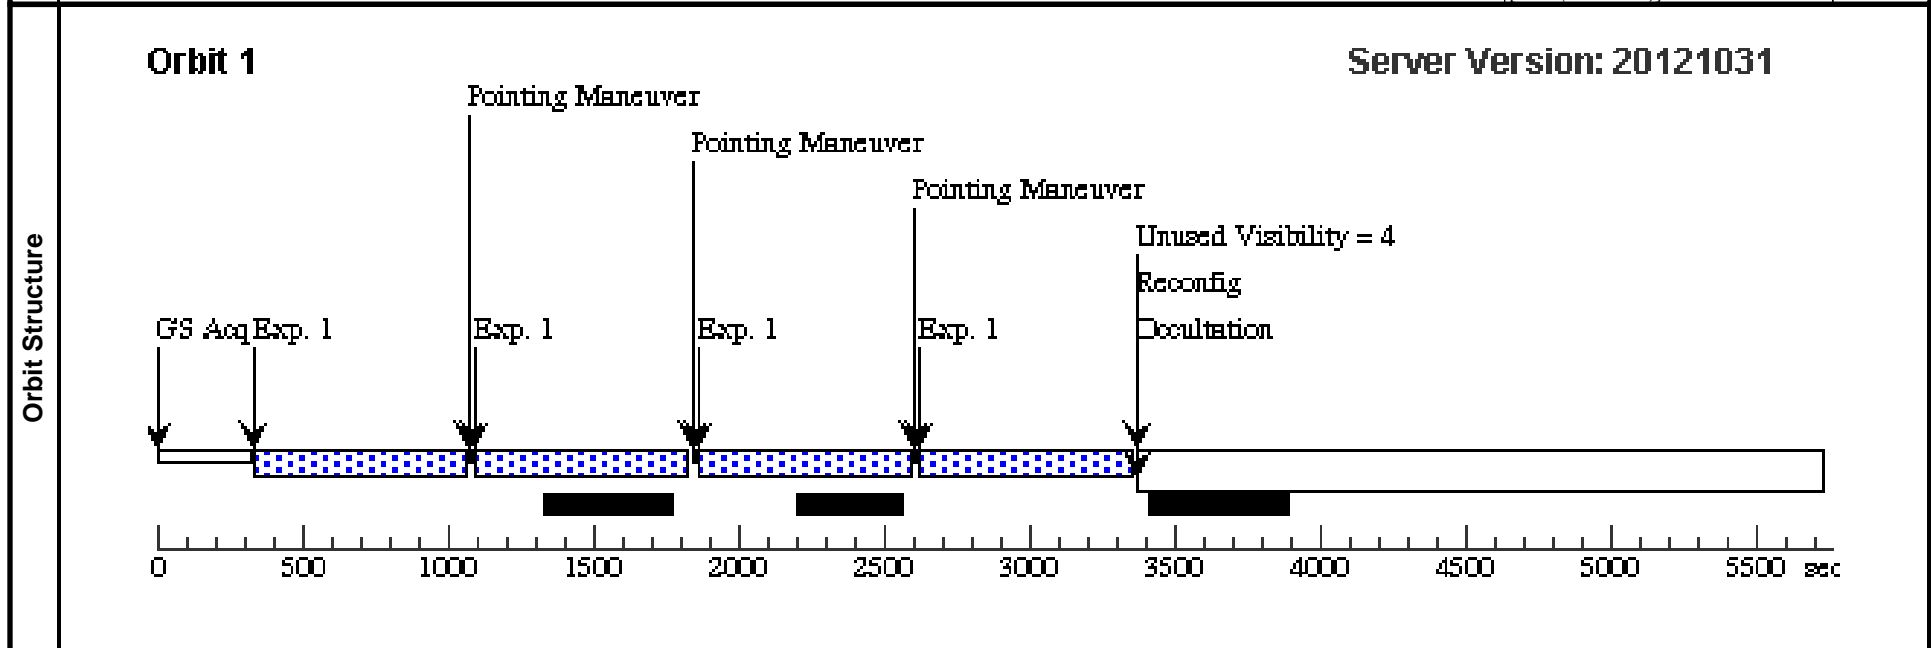 Orbit 1
Server Version: 20121031
Pointing Maneuver
Pointing Maneuver
Pointing Maneuver
Unused Visibility = 4
Reconfig
GS Acq Exp. 1 Exp. 1 Exp. 1 Exp. 1 Occultation
Orbit Structure
0 500 1000 1500 2000 2500 3000 3500 4000 4500 5000 5500 sec